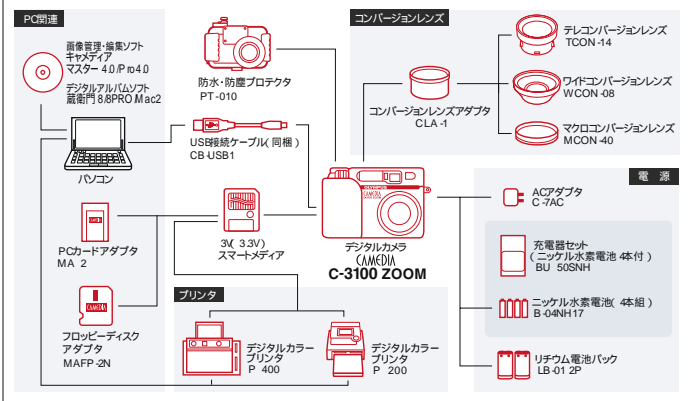 PC関連
画像管理・編集ソフト
キャメディア
マスター 4.0/Pro4.0
デジタルアルバムソフト
蔵衛門 8/8PRO/Mac2
パソコン
PCカードアダプタ
MA 2
フロッピーディスク
アダプタ
MAFP-2N
防水・防塵プロテクタ
PT-010
USB接続ケーブル(同梱)
CB-USB1
3V(3.3V)
スマートメディア
コンバージョンレンズ
コンバージョンレンズアダプタ
CLA-1
テレコンバージョンレンズ
TCON-14
ワイドコンバージョンレンズ
WCON-08
マクロコンバージョンレンズ
MCON-40
OLYMPUS
デジタルカメラ
CAMEDIA
C-3100 ZOOM
プリンタ
デジタルカラー
プリンタ
P 400
デジタルカラー
プリンタ
P 200
電源
ACアダプタ
C-7AC
充電器セット
(ニッケル水素電池4本付)
BU 50SNH
ニッケル水素電池(4本組)
B-04NH17
リチウム電池パック
LB-01 2P